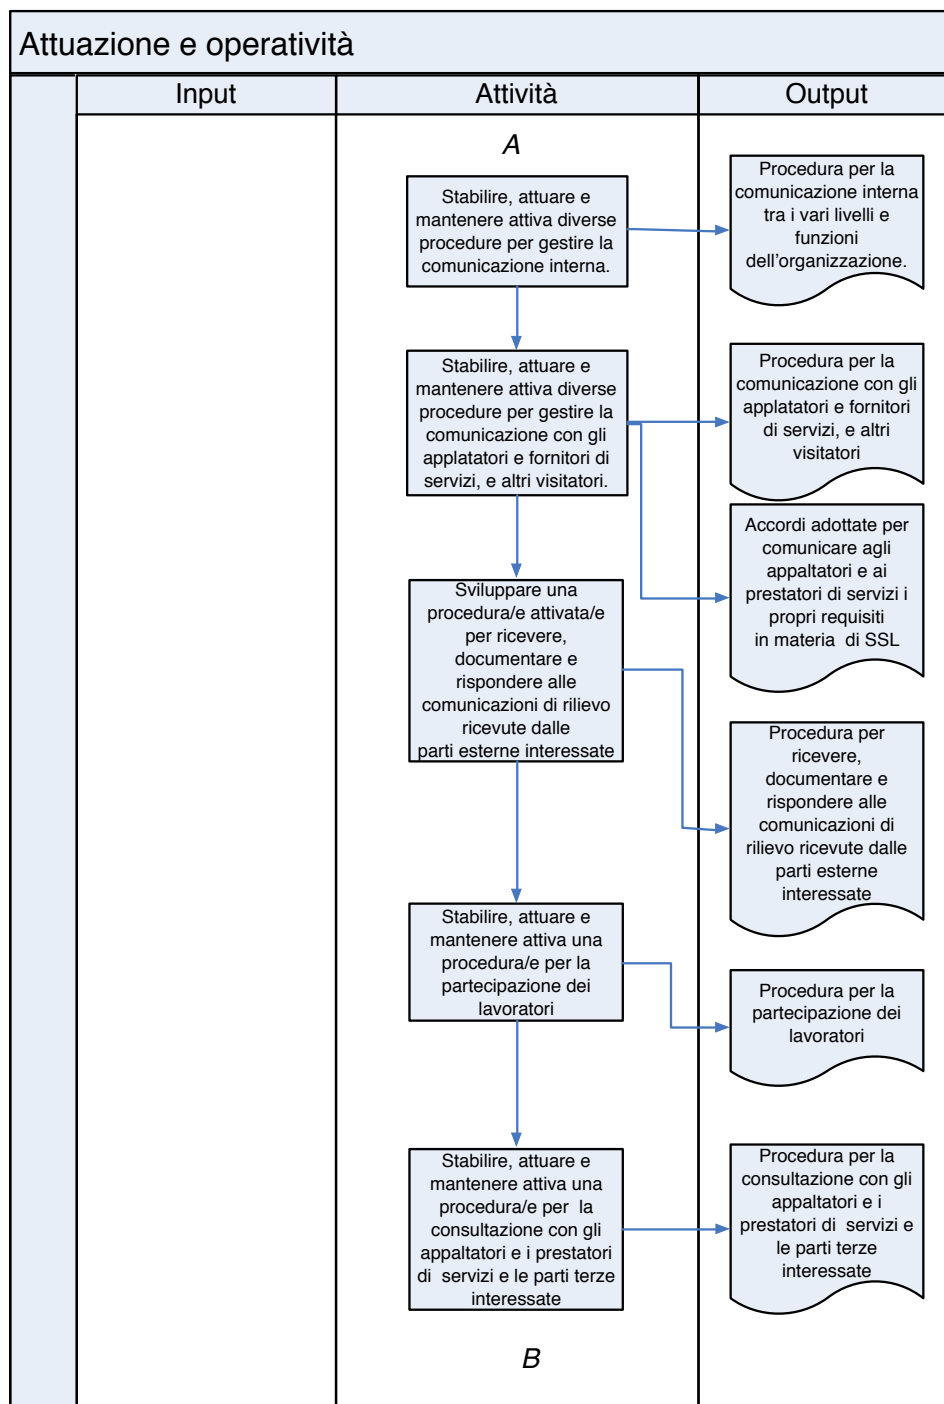 Attuazione e operatività
Input
Attività
Output
A
Stabilire, attuare e
mantenere attiva diverse
procedure per gestire la
comunicazione interna.
Procedura per la
comunicazione interna
tra i vari livelli e
funzioni
dell'organizzazione.
Stabilire, attuare e
mantenere attiva diverse
procedure per gestire la
comunicazione con gli
applatatori e fornitori di
servizi, e altri visitatori.
Procedura per la
comunicazione con gli
applatatori e fornitori
di servizi, e altri
visitatori
Accordi adottate per
comunicare agli
appaltatori e ai
prestatori di servizi i
propri requisiti
in materia di SSL
Sviluppare una
procedura/e attivata/e
per ricevere,
documentare e
rispondere alle
comunicazioni di rilievo
ricevute dalle
parti esterne interessate
Procedura per
ricevere,
documentare e
rispondere alle
comunicazioni di
rilievo ricevute dalle
parti esterne
interessate
Stabilire, attuare e
mantenere attiva una
procedura/e per la
partecipazione dei
lavoratori
Procedura per la
partecipazione dei
lavoratori
Stabilire, attuare e
mantenere attiva una
procedura/e per la
consultazione con gli
appaltatori e i prestatori
di servizi e le parti terze
interessate
Procedura per la
consultazione con gli
appaltatori e i
prestatori di servizi e
le parti terze
interessate
B